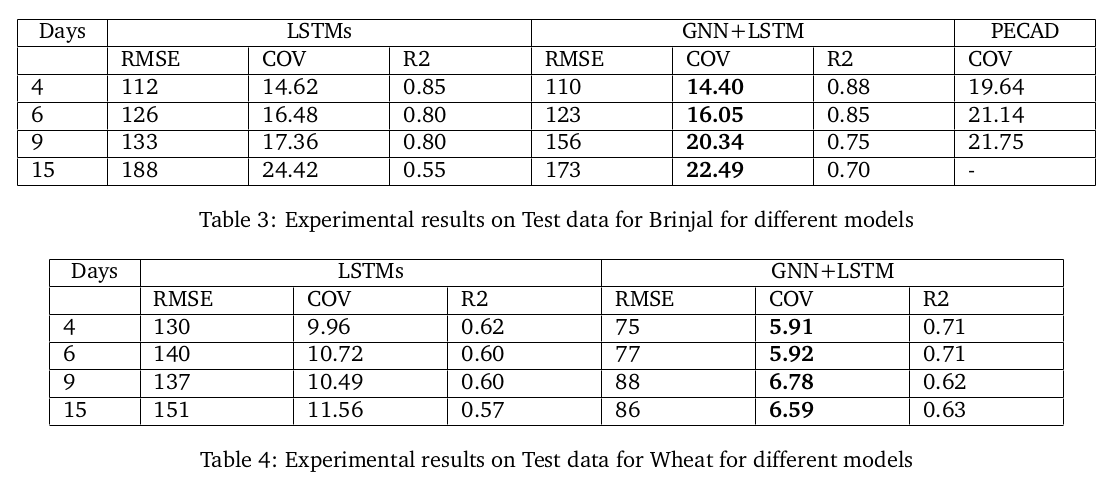 Days LSTMs GNN+LSTM PECAD
RMSE COV R2 RMSE COV R2 COV
4 112 14.62 0.85 110 14.40 0.88 19.64
6 126 16.48 0.80 123 16.05 0.85 21.14
9 133 17.36 0.80 156 20.34 0.75 21.75
15 188 24.42 0.55 173 22.49 0.70 -
Table 3: Experimental results on Test data for Brinjal for different models
Days LSTMs GNN+LSTM
RMSE COV R2 RMSE COV R2
4 130 9.96 0.62 75 5.91 0.71
6 140 10.72 0.60 77 5.92 0.71
9 137 10.49 0.60 88 6.78 0.62
15 151 11.56 0.57 86 6.59 0.63
Table 4: Experimental results on Test data for Wheat for different models